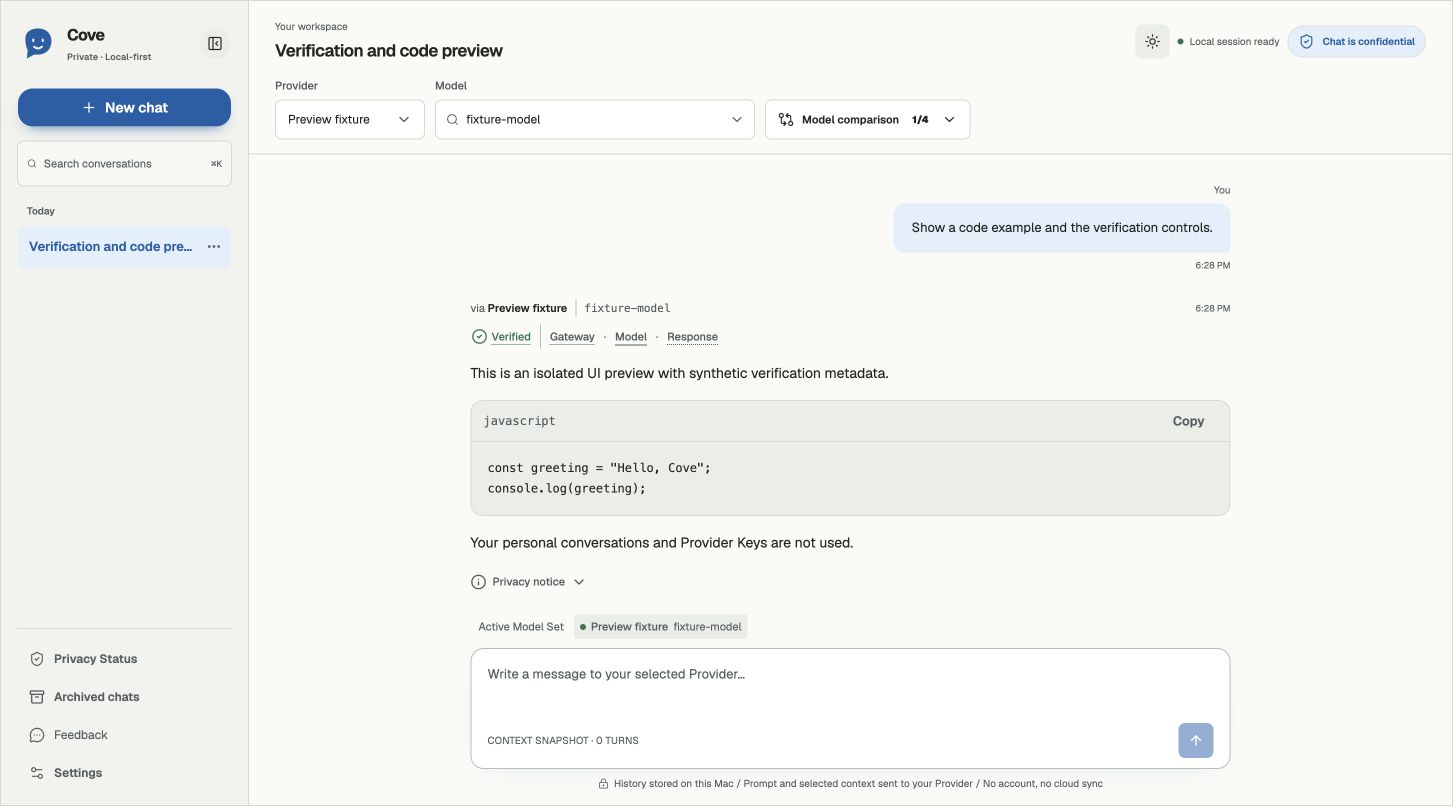 Cove
Private · Local-first
+ New chat
Search conversations ⌘K
Today
Verification and code pre... ···
Privacy Status
Archived chats
Feedback
Settings
Your workspace
Verification and code preview
Local session ready
Chat is confidential
Provider
Model
Preview fixture
fixture-model
Model comparison 1/4
You
Show a code example and the verification controls.
6:28 PM
via Preview fixture fixture-model 6:28 PM
Verified Gateway · Model · Response
This is an isolated UI preview with synthetic verification metadata.
javascript Copy
const greeting = "Hello, Cove";
console.log(greeting);
Your personal conversations and Provider Keys are not used.
Privacy notice
Active Model Set Preview fixture fixture-model
Write a message to your selected Provider...
CONTEXT SNAPSHOT · 0 TURNS
History stored on this Mac / Prompt and selected context sent to your Provider / No account, no cloud sync